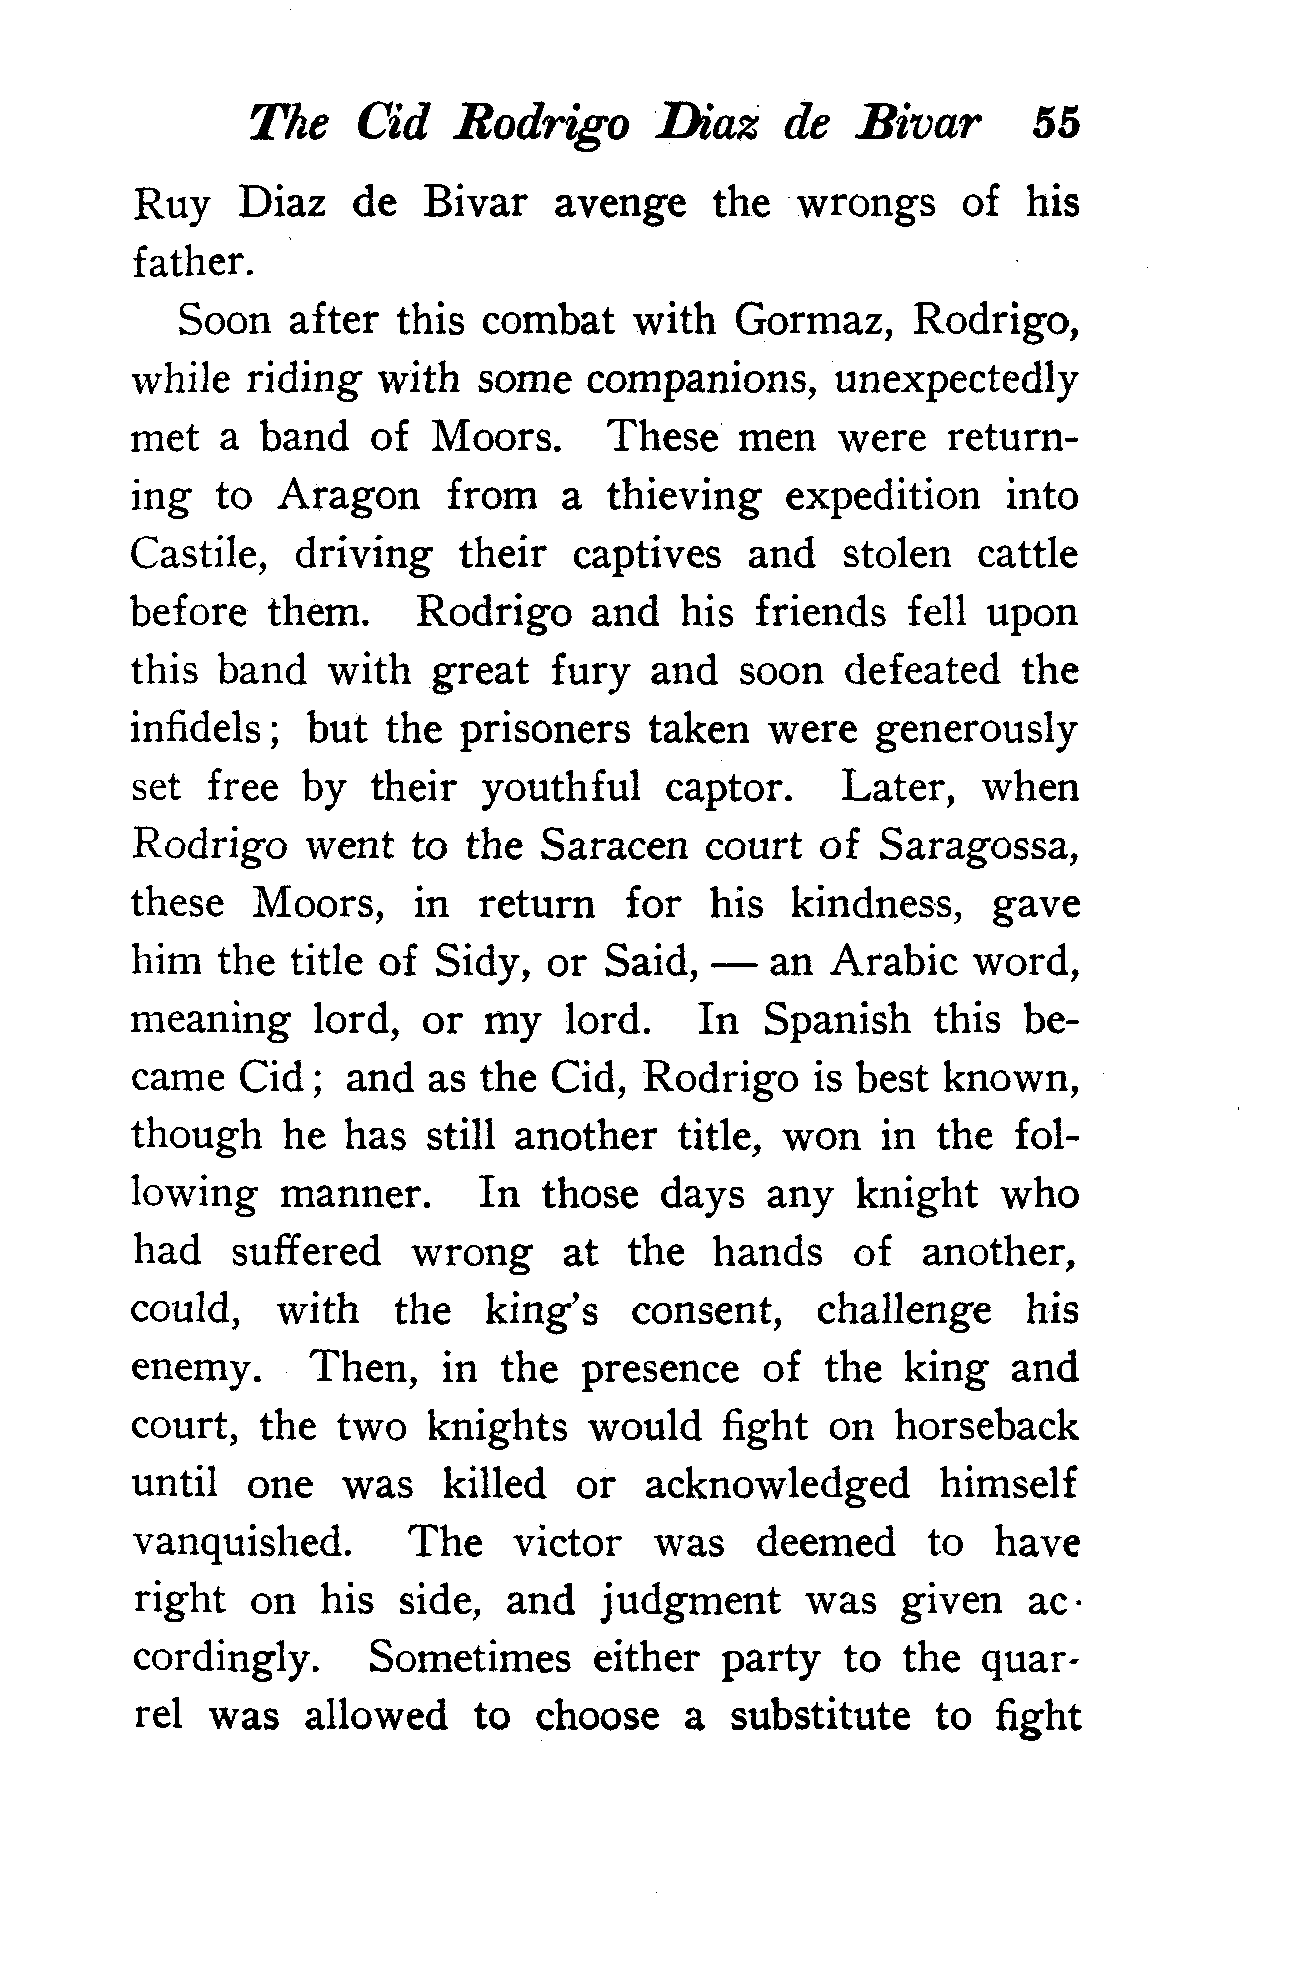 The Cid Rodrigo Diaz de Bivar 55
Ruy Diaz de Bivar avenge the wrongs of his
father.
Soon after this combat with Gormaz, Rodrigo,
while riding with some companions, unexpectedly
met a band of Moors. These men were return-
ing to Aragon from a thieving expedition into
Castile, driving their captives and stolen cattle
before them. Rodrigo and his friends fell upon
this band with great fury and soon defeated the
infidels; but the prisoners taken were generously
set free by their youthful captor. Later, when
Rodrigo went to the Saracen court of Saragossa,
these Moors, in return for his kindness, gave
him the title of Sidy, or Said, — an Arabic word,
meaning lord, or my lord. In Spanish this be-
came Cid; and as the Cid, Rodrigo is best known,
though he has still another title, won in the fol-
lowing manner. In those days any knight who
had suffered wrong at the hands of another,
could, with the king's consent, challenge his
enemy. Then, in the presence of the king and
court, the two knights would fight on horseback
until one was killed or acknowledged himself
vanquished. The victor was deemed to have
right on his side, and judgment was given ac-
cordingly. Sometimes either party to the quar-
rel was allowed to choose a substitute to fight